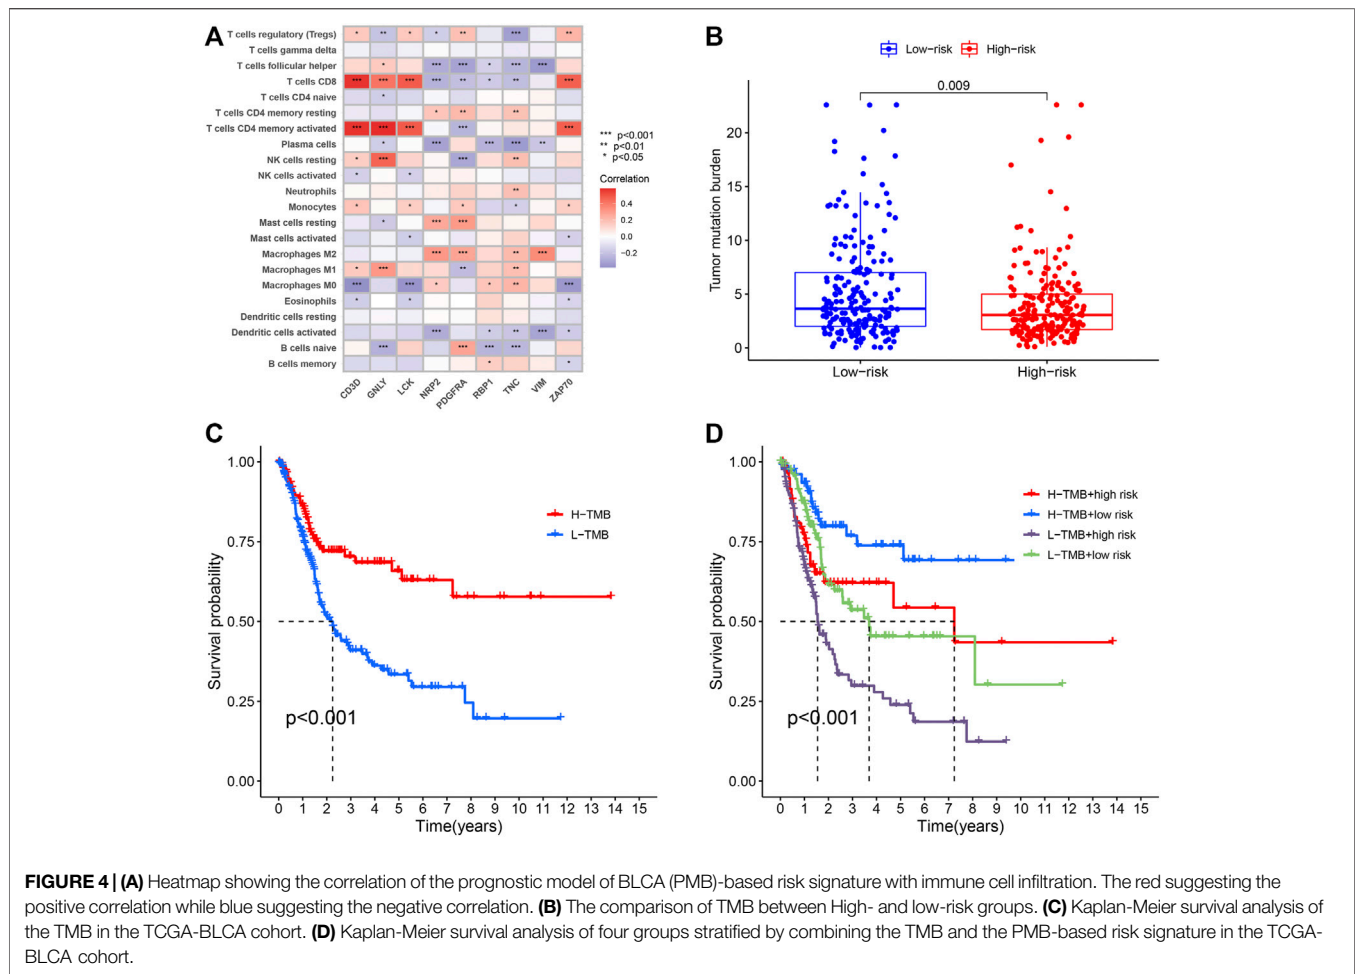 A
T cells regulatory (Tregs) * ** * * ** *** **
T cells gamma delta
T cells follicular helper * *** *** * *** ***
T cells CD8 *** *** *** *** ** * ** ***
T cells CD4 naive *
T cells CD4 memory resting * ** **
T cells CD4 memory activated *** *** *** *** ***
Plasma cells * *** *** *** **
NK cells resting * *** *** **
NK cells activated * *
Neutrophils **
Monocytes * * * * *
Mast cells resting * *** ***
Mast cells activated * *
Macrophages M2 *** *** ** ***
Macrophages M1 * *** ** **
Macrophages M0 *** *** * * ** ***
Eosinophils * * *
Dendritic cells resting
Dendritic cells activated *** * ** *** *
B cells naive *** *** *** ***
B cells memory * *
CD3D GNLY LCK NRP2 PDGFRA RBP1 TNC VIM ZAP70
*** p<0.001
** p<0.01
* p<0.05
Correlation
0.4
0.2
0.0
−0.2
B
Low−risk High−risk
0.009
Tumor mutation burden
20
15
10
5
0
Low−risk High−risk
C
Survival probability
1.00
0.75
0.50
0.25
0.00
H−TMB
L−TMB
p<0.001
0 1 2 3 4 5 6 7 8 9 10 11 12 13 14 15
Time(years)
D
Survival probability
1.00
0.75
0.50
0.25
0.00
H−TMB+high risk
H−TMB+low risk
L−TMB+high risk
L−TMB+low risk
p<0.001
0 1 2 3 4 5 6 7 8 9 10 11 12 13 14 15
Time(years)
FIGURE 4 | (A) Heatmap showing the correlation of the prognostic model of BLCA (PMB)-based risk signature with immune cell infiltration. The red suggesting the
positive correlation while blue suggesting the negative correlation. (B) The comparison of TMB between High- and low-risk groups. (C) Kaplan-Meier survival analysis of
the TMB in the TCGA-BLCA cohort. (D) Kaplan-Meier survival analysis of four groups stratified by combining the TMB and the PMB-based risk signature in the TCGA-
BLCA cohort.